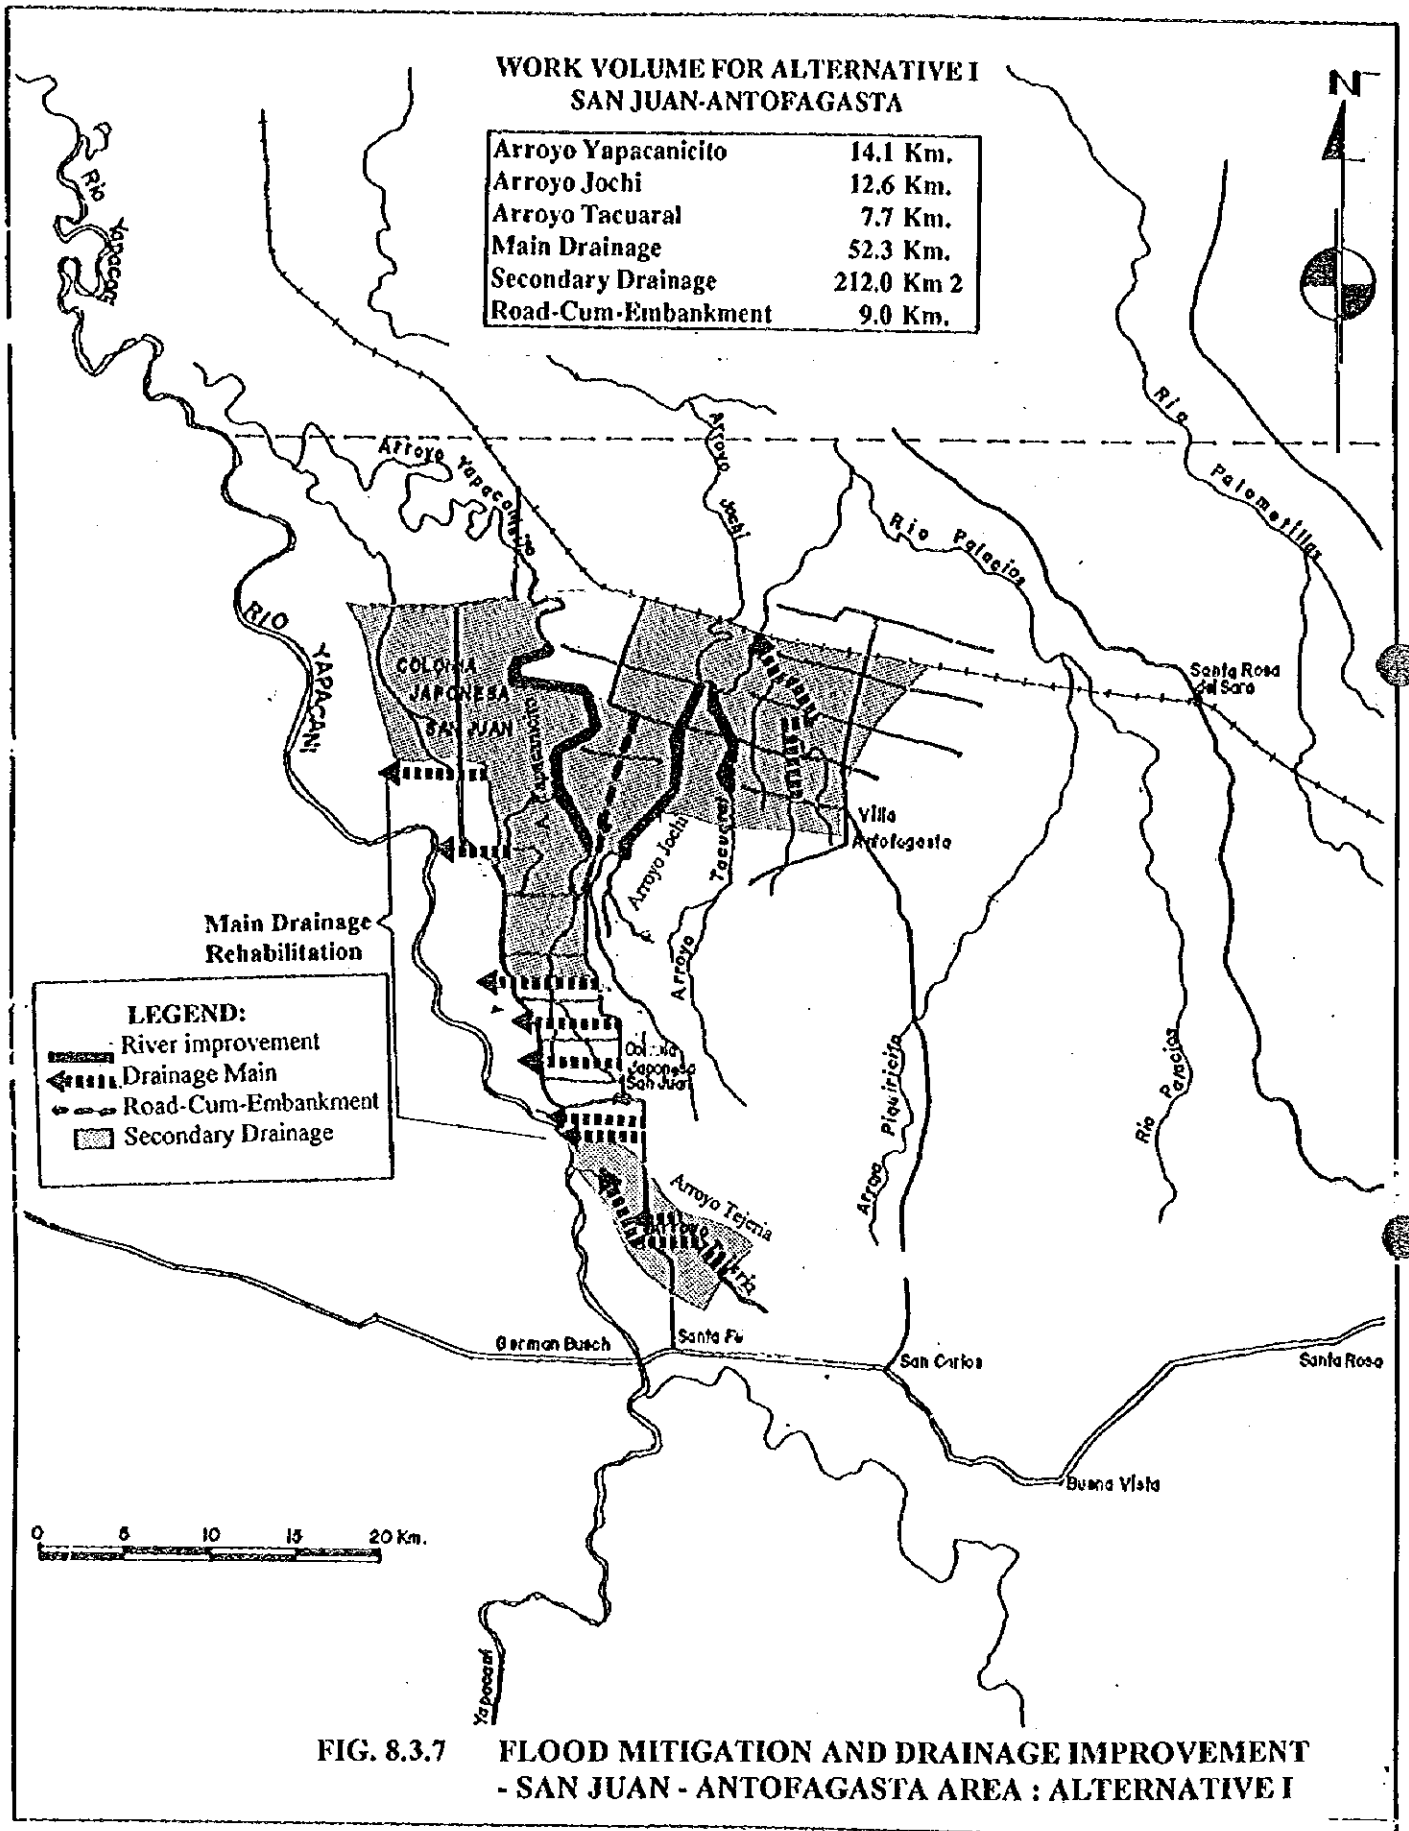 WORK VOLUME FOR ALTERNATIVE I
SAN JUAN-ANTOFAGASTA
Arroyo Yapacanicito 14.1 Km.
Arroyo Jochi 12.6 Km.
Arroyo Tacuaral 7.7 Km.
Main Drainage 52.3 Km.
Secondary Drainage 212.0 Km 2
Road-Cum-Embankment 9.0 Km.
N
Rio
Yapacani
Arroyo
Arroyo
Jochi
Rio
Palometillas
Rio Palacios
RIO
YAPACANI
COLONIA
JAPONESA
SAN JUAN
A. Yapacanicito
Santa Rosa
del Sara
Villa
Antofagasta
Arroyo Jochi
Tacuaral
Arroyo
Main Drainage
Rehabilitation
LEGEND:
River improvement
Drainage Main
Road-Cum-Embankment
Secondary Drainage
Japonesa
San Juan
Arroyo Piquiricito
Rio Palacios
Arroyo Tejeria
German Busch
Santa Fe
San Carlos
Santa Rosa
Buena Vista
0 5 10 15 20 Km.
Yapacani
FIG. 8.3.7 FLOOD MITIGATION AND DRAINAGE IMPROVEMENT
- SAN JUAN - ANTOFAGASTA AREA : ALTERNATIVE I